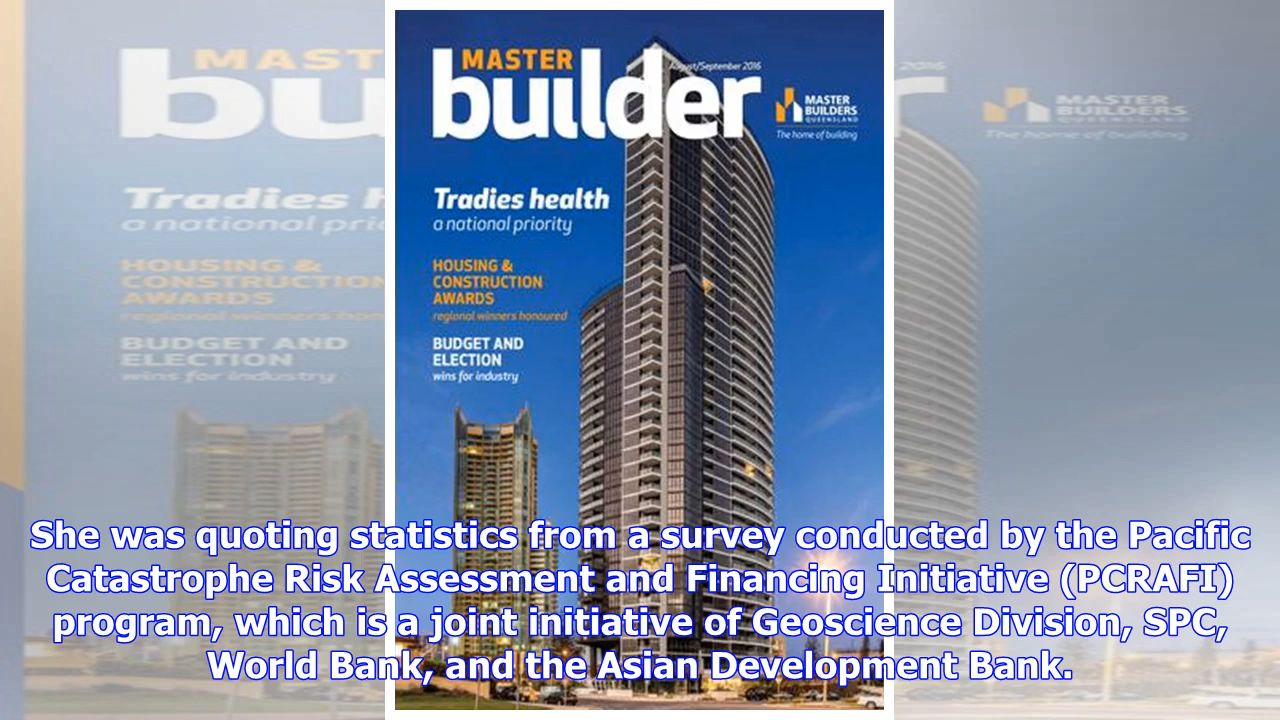 MASTER
builder
August/September 2016
MASTER
BUILDERS
QUEENSLAND
The home of building
Tradies health
a national priority
HOUSING &
CONSTRUCTION
AWARDS
regional winners honoured
BUDGET AND
ELECTION
wins for industry
She was quoting statistics from a survey conducted by the Pacific
Catastrophe Risk Assessment and Financing Initiative (PCRAFI)
program, which is a joint initiative of Geoscience Division, SPC,
World Bank, and the Asian Development Bank.